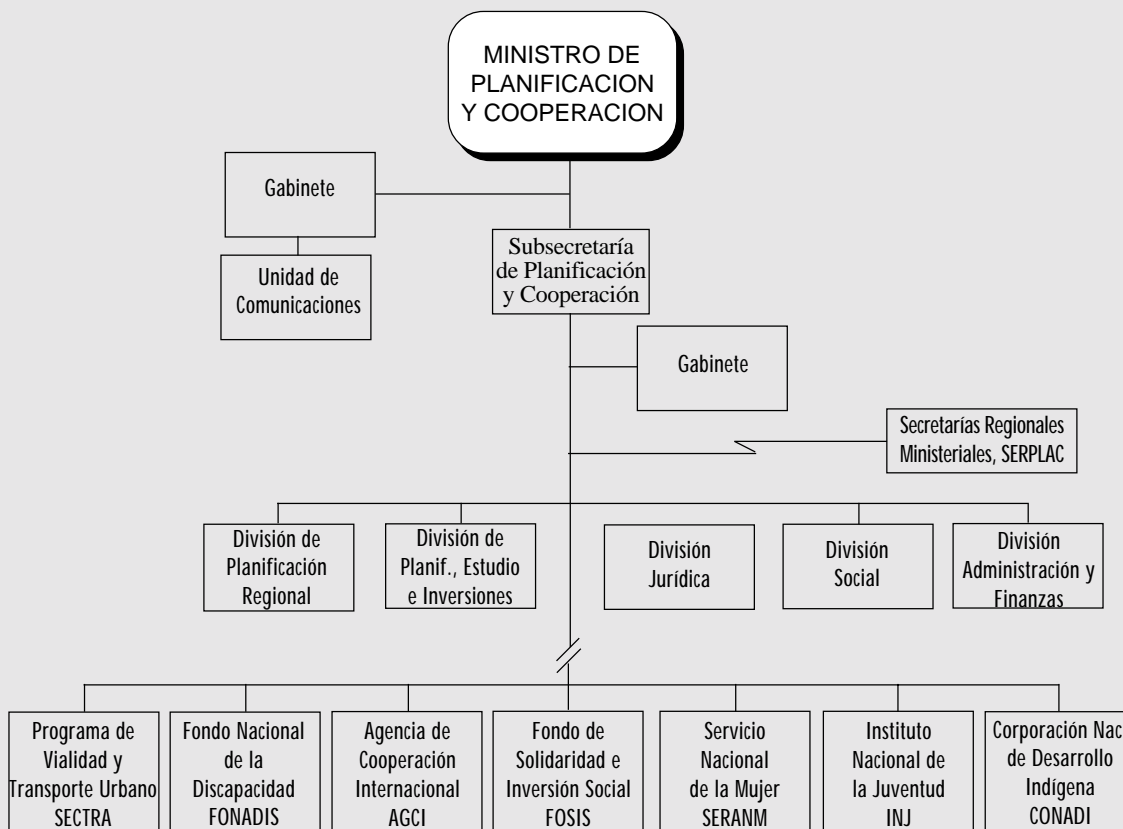 MINISTRO DE
PLANIFICACION
Y COOPERACION
Gabinete
Unidad de
Comunicaciones
Subsecretaría
de Planificación
y Cooperación
Gabinete
Secretarías Regionales
Ministeriales, SERPLAC
División de
Planificación
Regional
División de
Planif., Estudio
e Inversiones
División
Jurídica
División
Social
División
Administración y
Finanzas
Programa de
Vialidad y
Transporte Urbano
SECTRA
Fondo Nacional
de la
Discapacidad
FONADIS
Agencia de
Cooperación
Internacional
AGCI
Fondo de
Solidaridad e
Inversión Social
FOSIS
Servicio
Nacional
de la Mujer
SERANM
Instituto
Nacional de
la Juventud
INJ
Corporación Nac
de Desarrollo
Indígena
CONADI